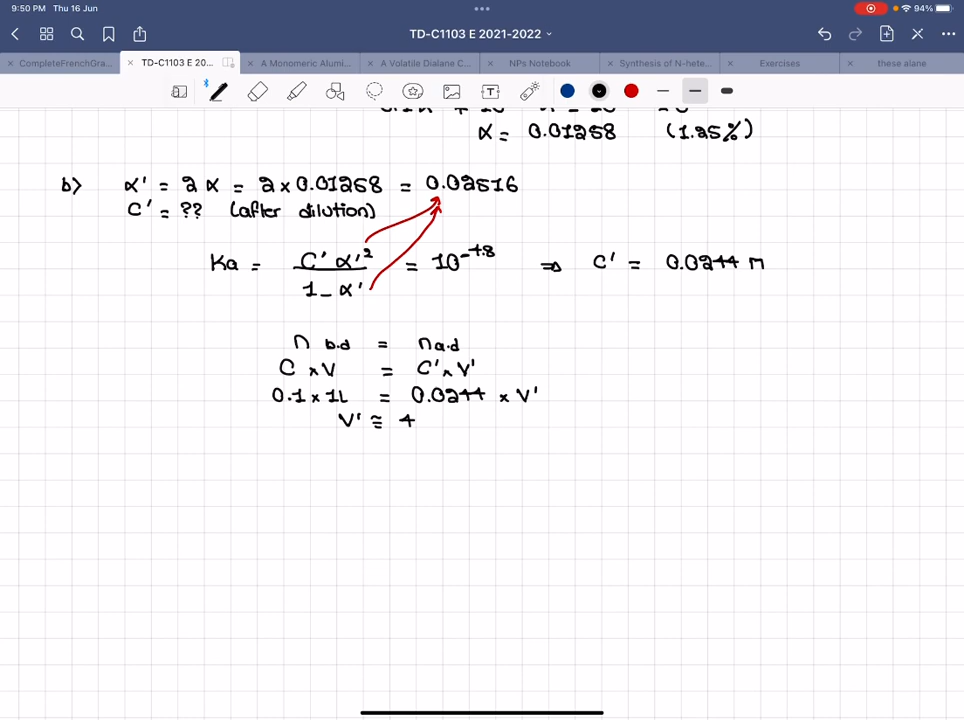 9:50 PM Thu 16 Jun
94%
TD-C1103 E 2021-2022
CompleteFrenchGra...
TD-C1103 E 20...
A Monomeric Alumi...
A Volatile Dialane C...
NPs Notebook
Synthesis of N-hete...
Exercises
these alane
α = 0.01258 (1.25%)
b) α' = 2α = 2 × 0.01258 = 0.02516
C' = ?? (after dilution)
Ka = C' α'² / 1 - α' = 10^-4.8 ⇒ C' = 0.0244 M
n b.d = n a.d
C × V = C' × V'
0.1 × 1L = 0.0244 × V'
V' ≅ 4